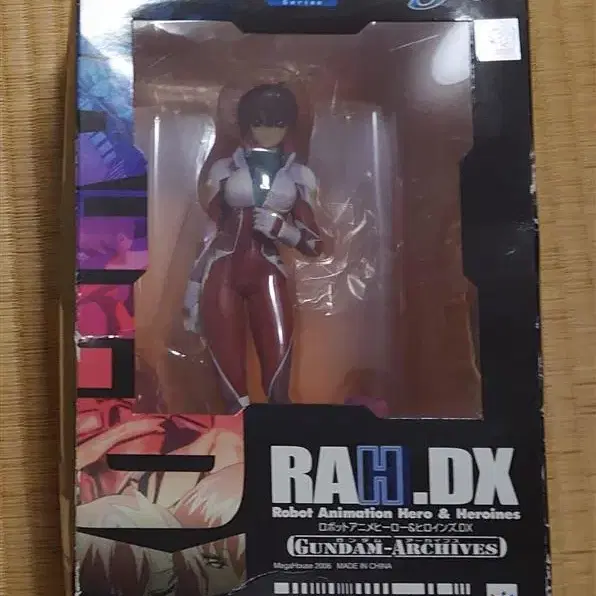 Series
RAH.DX
Robot Animation Hero & Heroines
ロボットアニメヒーロー&ヒロインズDX
ガンダム アーカイブス
GUNDAM-ARCHIVES
MegaHouse 2006 MADE IN CHINA